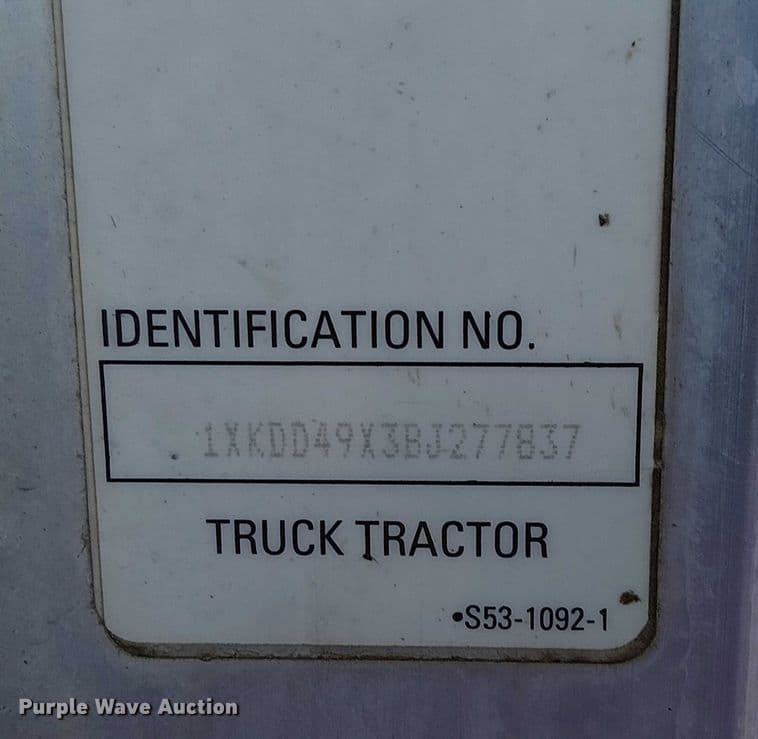 IDENTIFICATION NO.
1XKDD49X3BJ277837
TRUCK TRACTOR
•S53-1092-1
Purple Wave Auction